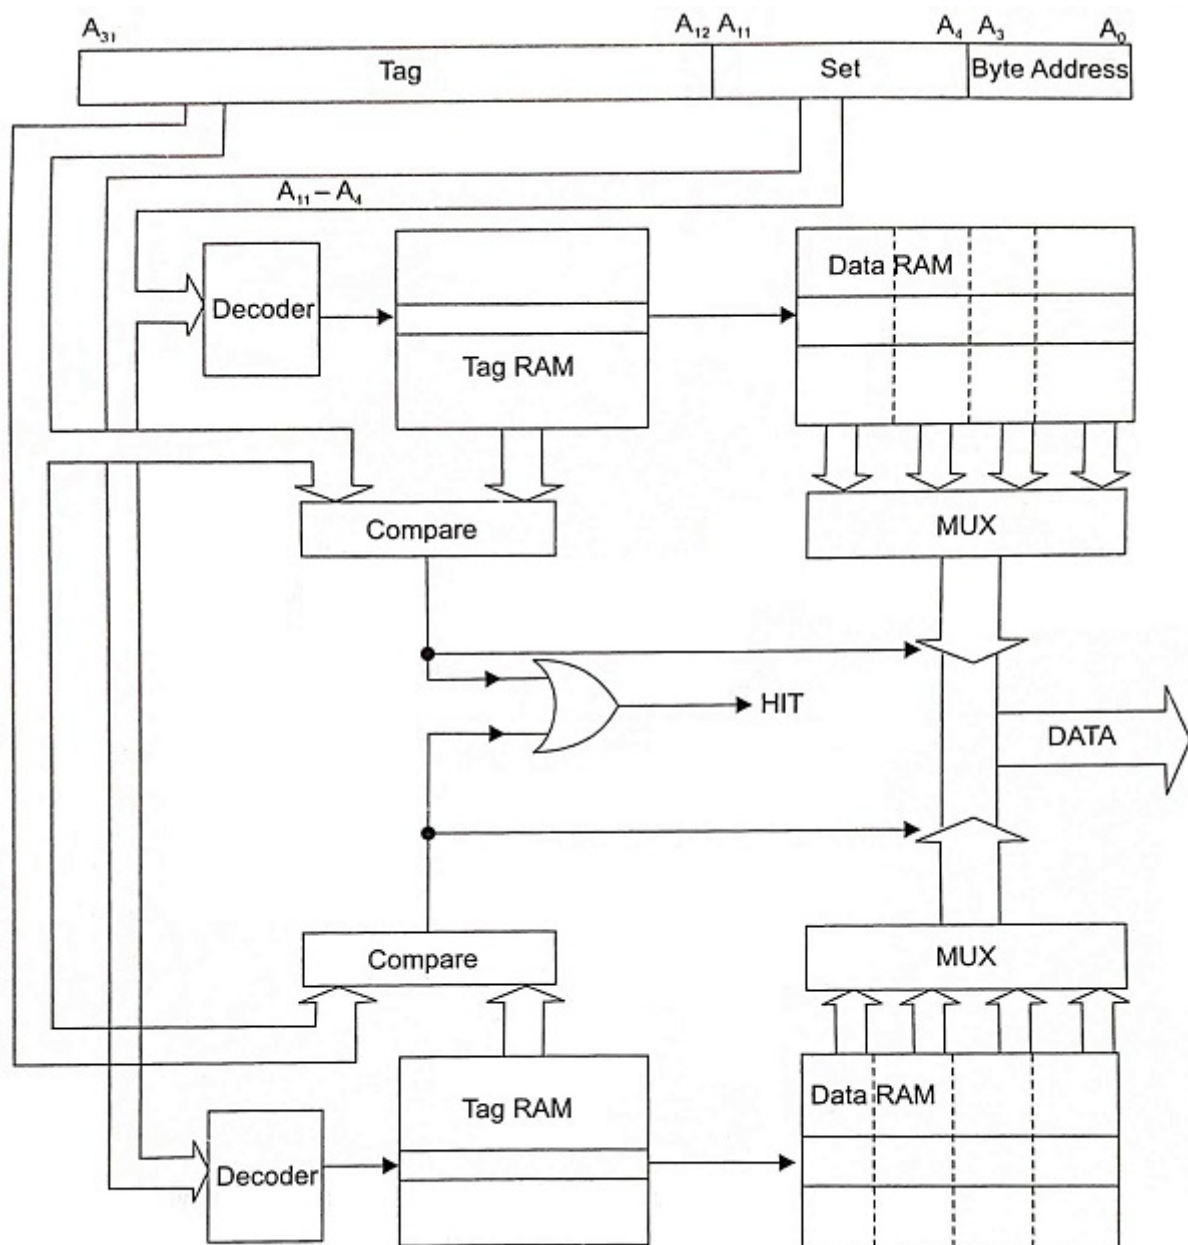 A₃₁ A₁₂ A₁₁ A₄ A₃ A₀
Tag Set Byte Address
A₁₁ – A₄
Decoder
Tag RAM
Data RAM
Compare
MUX
HIT
DATA
Compare
MUX
Tag RAM
Data RAM
Decoder